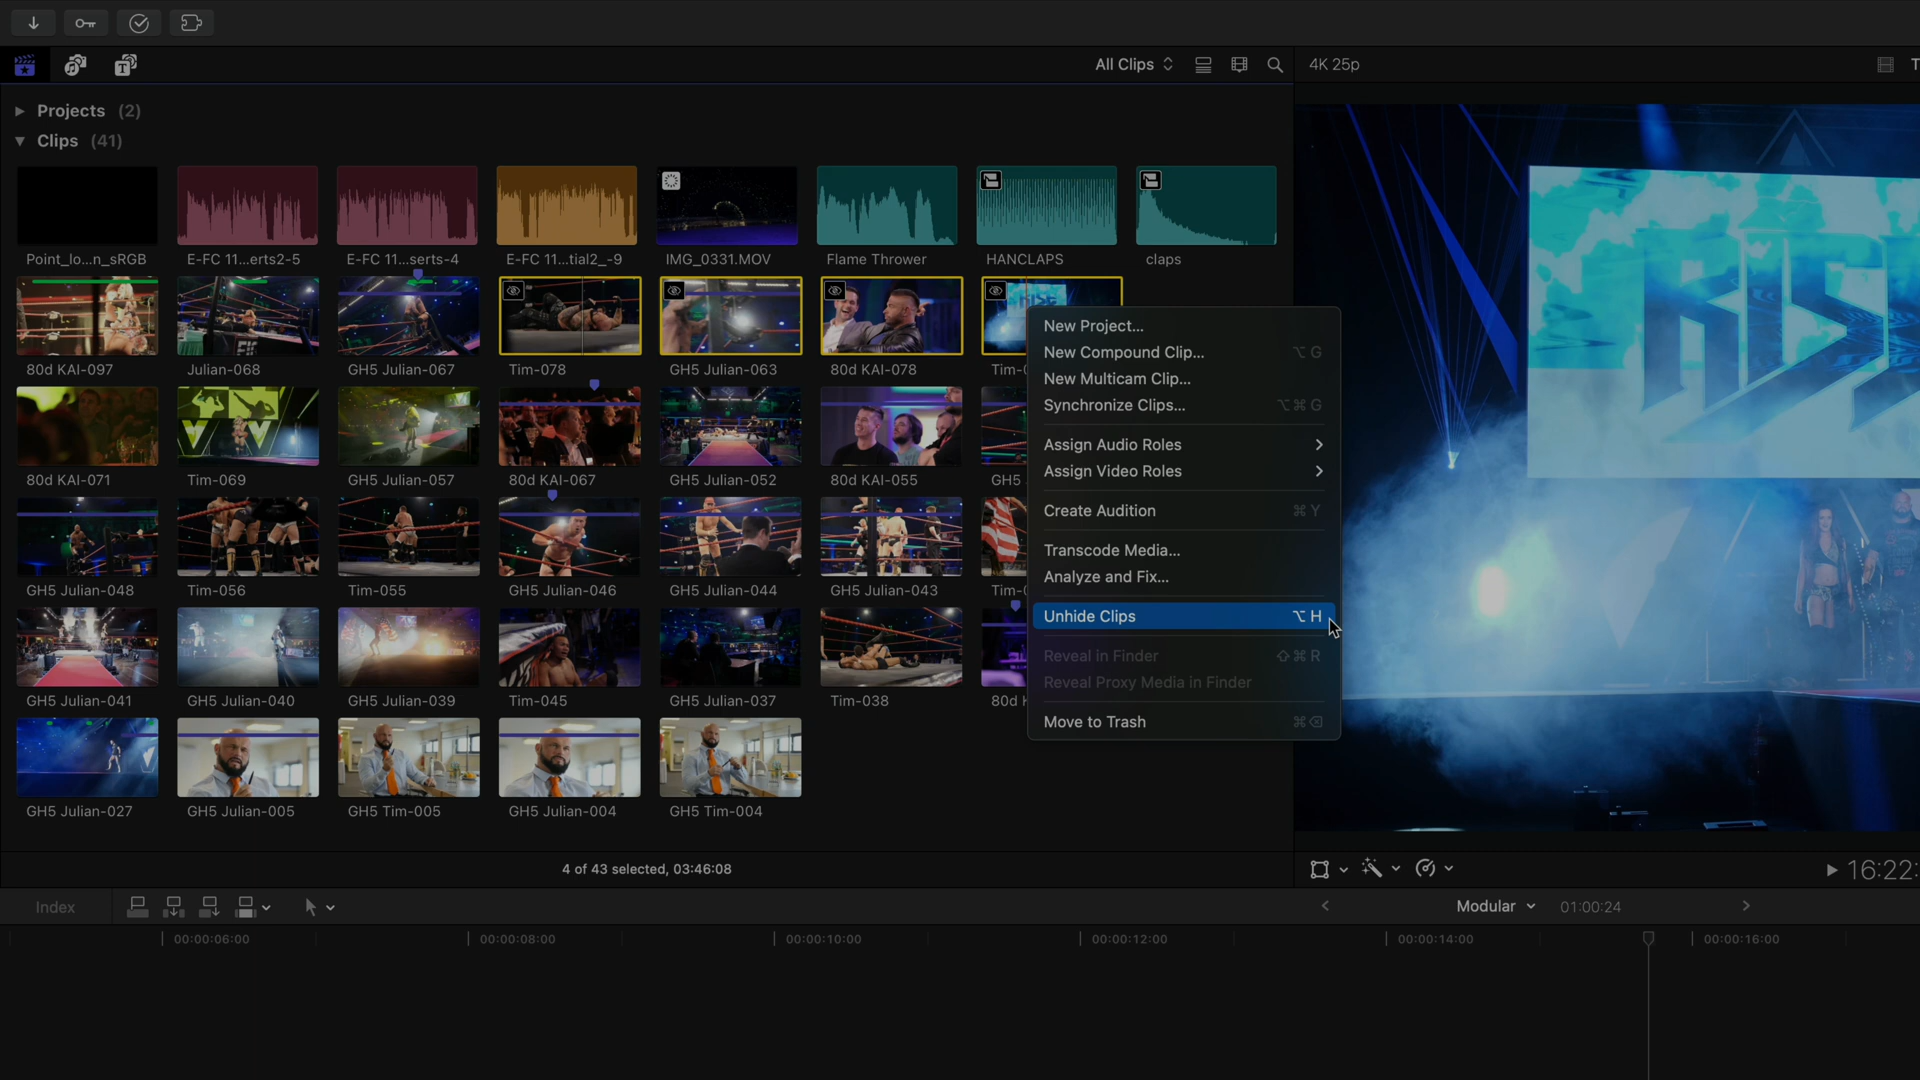 All Clips
4K 25p
Projects (2)
Clips (41)
Point_lo...n_sRGB
E-FC 11...erts2-5
E-FC 11...serts-4
E-FC 11...tial2_-9
IMG_0331.MOV
Flame Thrower
HANCLAPS
claps
80d KAI-097
Julian-068
GH5 Julian-067
Tim-078
GH5 Julian-063
80d KAI-078
Tim-0
RISE
80d KAI-071
Tim-069
GH5 Julian-057
80d KAI-067
GH5 Julian-052
80d KAI-055
GH5
GH5 Julian-048
Tim-056
Tim-055
GH5 Julian-046
GH5 Julian-044
GH5 Julian-043
Tim-0
GH5 Julian-041
GH5 Julian-040
GH5 Julian-039
Tim-045
GH5 Julian-037
Tim-038
80d K
GH5 Julian-027
GH5 Julian-005
GH5 Tim-005
GH5 Julian-004
GH5 Tim-004
New Project...
New Compound Clip... ⌥ G
New Multicam Clip...
Synchronize Clips... ⌥⌘ G
Assign Audio Roles
Assign Video Roles
Create Audition ⌘ Y
Transcode Media...
Analyze and Fix...
Unhide Clips ⌥ H
Reveal in Finder ⇧⌘ R
Reveal Proxy Media in Finder
Move to Trash ⌘⌫
RISE
4 of 43 selected, 03:46:08
16:22:
Index
Modular
01:00:24
00:00:06:00
00:00:08:00
00:00:10:00
00:00:12:00
00:00:14:00
00:00:16:00